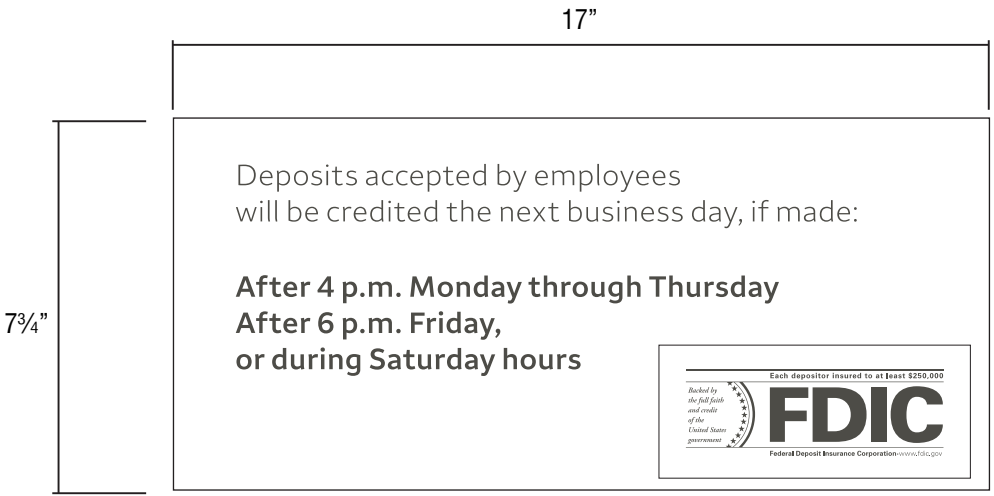 17”
7¾”
Deposits accepted by employees
will be credited the next business day, if made:
After 4 p.m. Monday through Thursday
After 6 p.m. Friday,
or during Saturday hours
Each depositor insured to at least $250,000
Backed by
the full faith
and credit
of the
United States
government
FDIC
Federal Deposit Insurance Corporation·www.fdic.gov